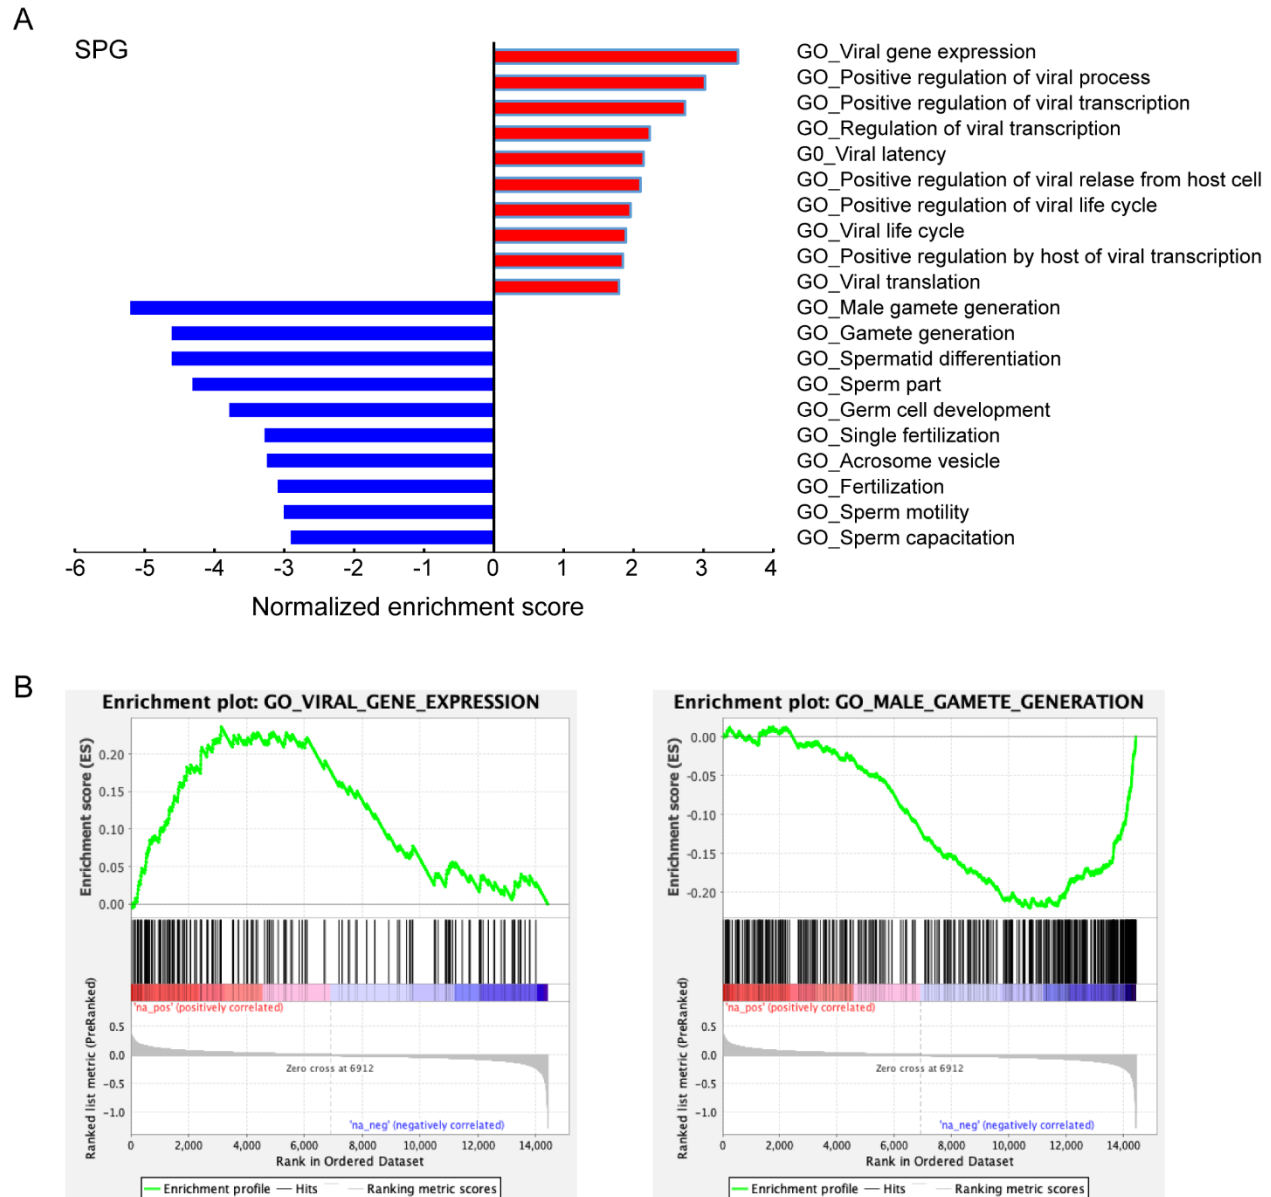 A
SPG
GO_Viral gene expression
GO_Positive regulation of viral process
GO_Positive regulation of viral transcription
GO_Regulation of viral transcription
G0_Viral latency
GO_Positive regulation of viral relase from host cell
GO_Positive regulation of viral life cycle
GO_Viral life cycle
GO_Positive regulation by host of viral transcription
GO_Viral translation
GO_Male gamete generation
GO_Gamete generation
GO_Spermatid differentiation
GO_Sperm part
GO_Germ cell development
GO_Single fertilization
GO_Acrosome vesicle
GO_Fertilization
GO_Sperm motility
GO_Sperm capacitation
-6 -5 -4 -3 -2 -1 0 1 2 3 4
Normalized enrichment score
B
Enrichment plot: GO_VIRAL_GENE_EXPRESSION
Enrichment score (ES)
0.20
0.15
0.10
0.05
0.00
'na_pos' (positively correlated)
Ranked list metric (PreRanked)
0.5
0.0
-0.5
-1.0
Zero cross at 6912
'na_neg' (negatively correlated)
0 2,000 4,000 6,000 8,000 10,000 12,000 14,000
Rank in Ordered Dataset
Enrichment profile Hits Ranking metric scores
Enrichment plot: GO_MALE_GAMETE_GENERATION
Enrichment score (ES)
0.00
-0.05
-0.10
-0.15
-0.20
'na_pos' (positively correlated)
Ranked list metric (PreRanked)
0.5
0.0
-0.5
-1.0
Zero cross at 6912
'na_neg' (negatively correlated)
0 2,000 4,000 6,000 8,000 10,000 12,000 14,000
Rank in Ordered Dataset
Enrichment profile Hits Ranking metric scores